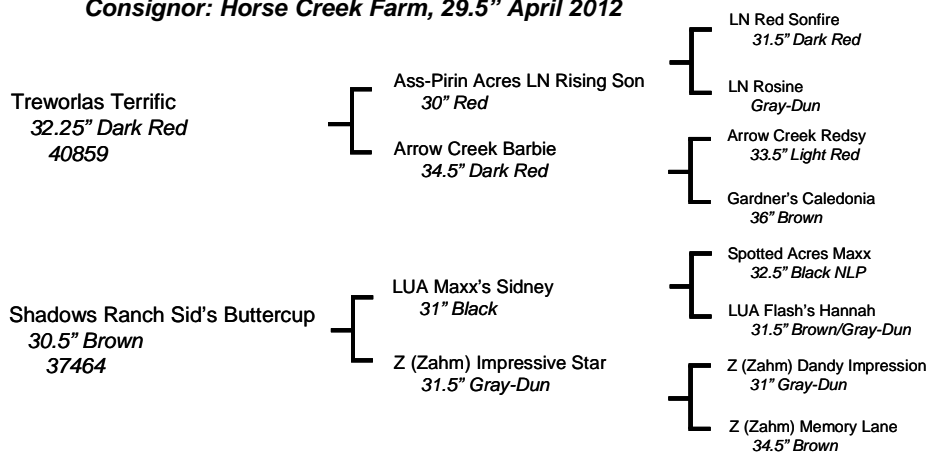 Consignor: Horse Creek Farm, 29.5” April 2012
Treworlas Terrific
32.25” Dark Red
40859
Ass-Pirin Acres LN Rising Son
30” Red
LN Red Sonfire
31.5” Dark Red
LN Rosine
Gray-Dun
Arrow Creek Barbie
34.5” Dark Red
Arrow Creek Redsy
33.5” Light Red
Gardner's Caledonia
36” Brown
Shadows Ranch Sid's Buttercup
30.5” Brown
37464
LUA Maxx's Sidney
31” Black
Spotted Acres Maxx
32.5” Black NLP
LUA Flash's Hannah
31.5” Brown/Gray-Dun
Z (Zahm) Impressive Star
31.5” Gray-Dun
Z (Zahm) Dandy Impression
31” Gray-Dun
Z (Zahm) Memory Lane
34.5” Brown